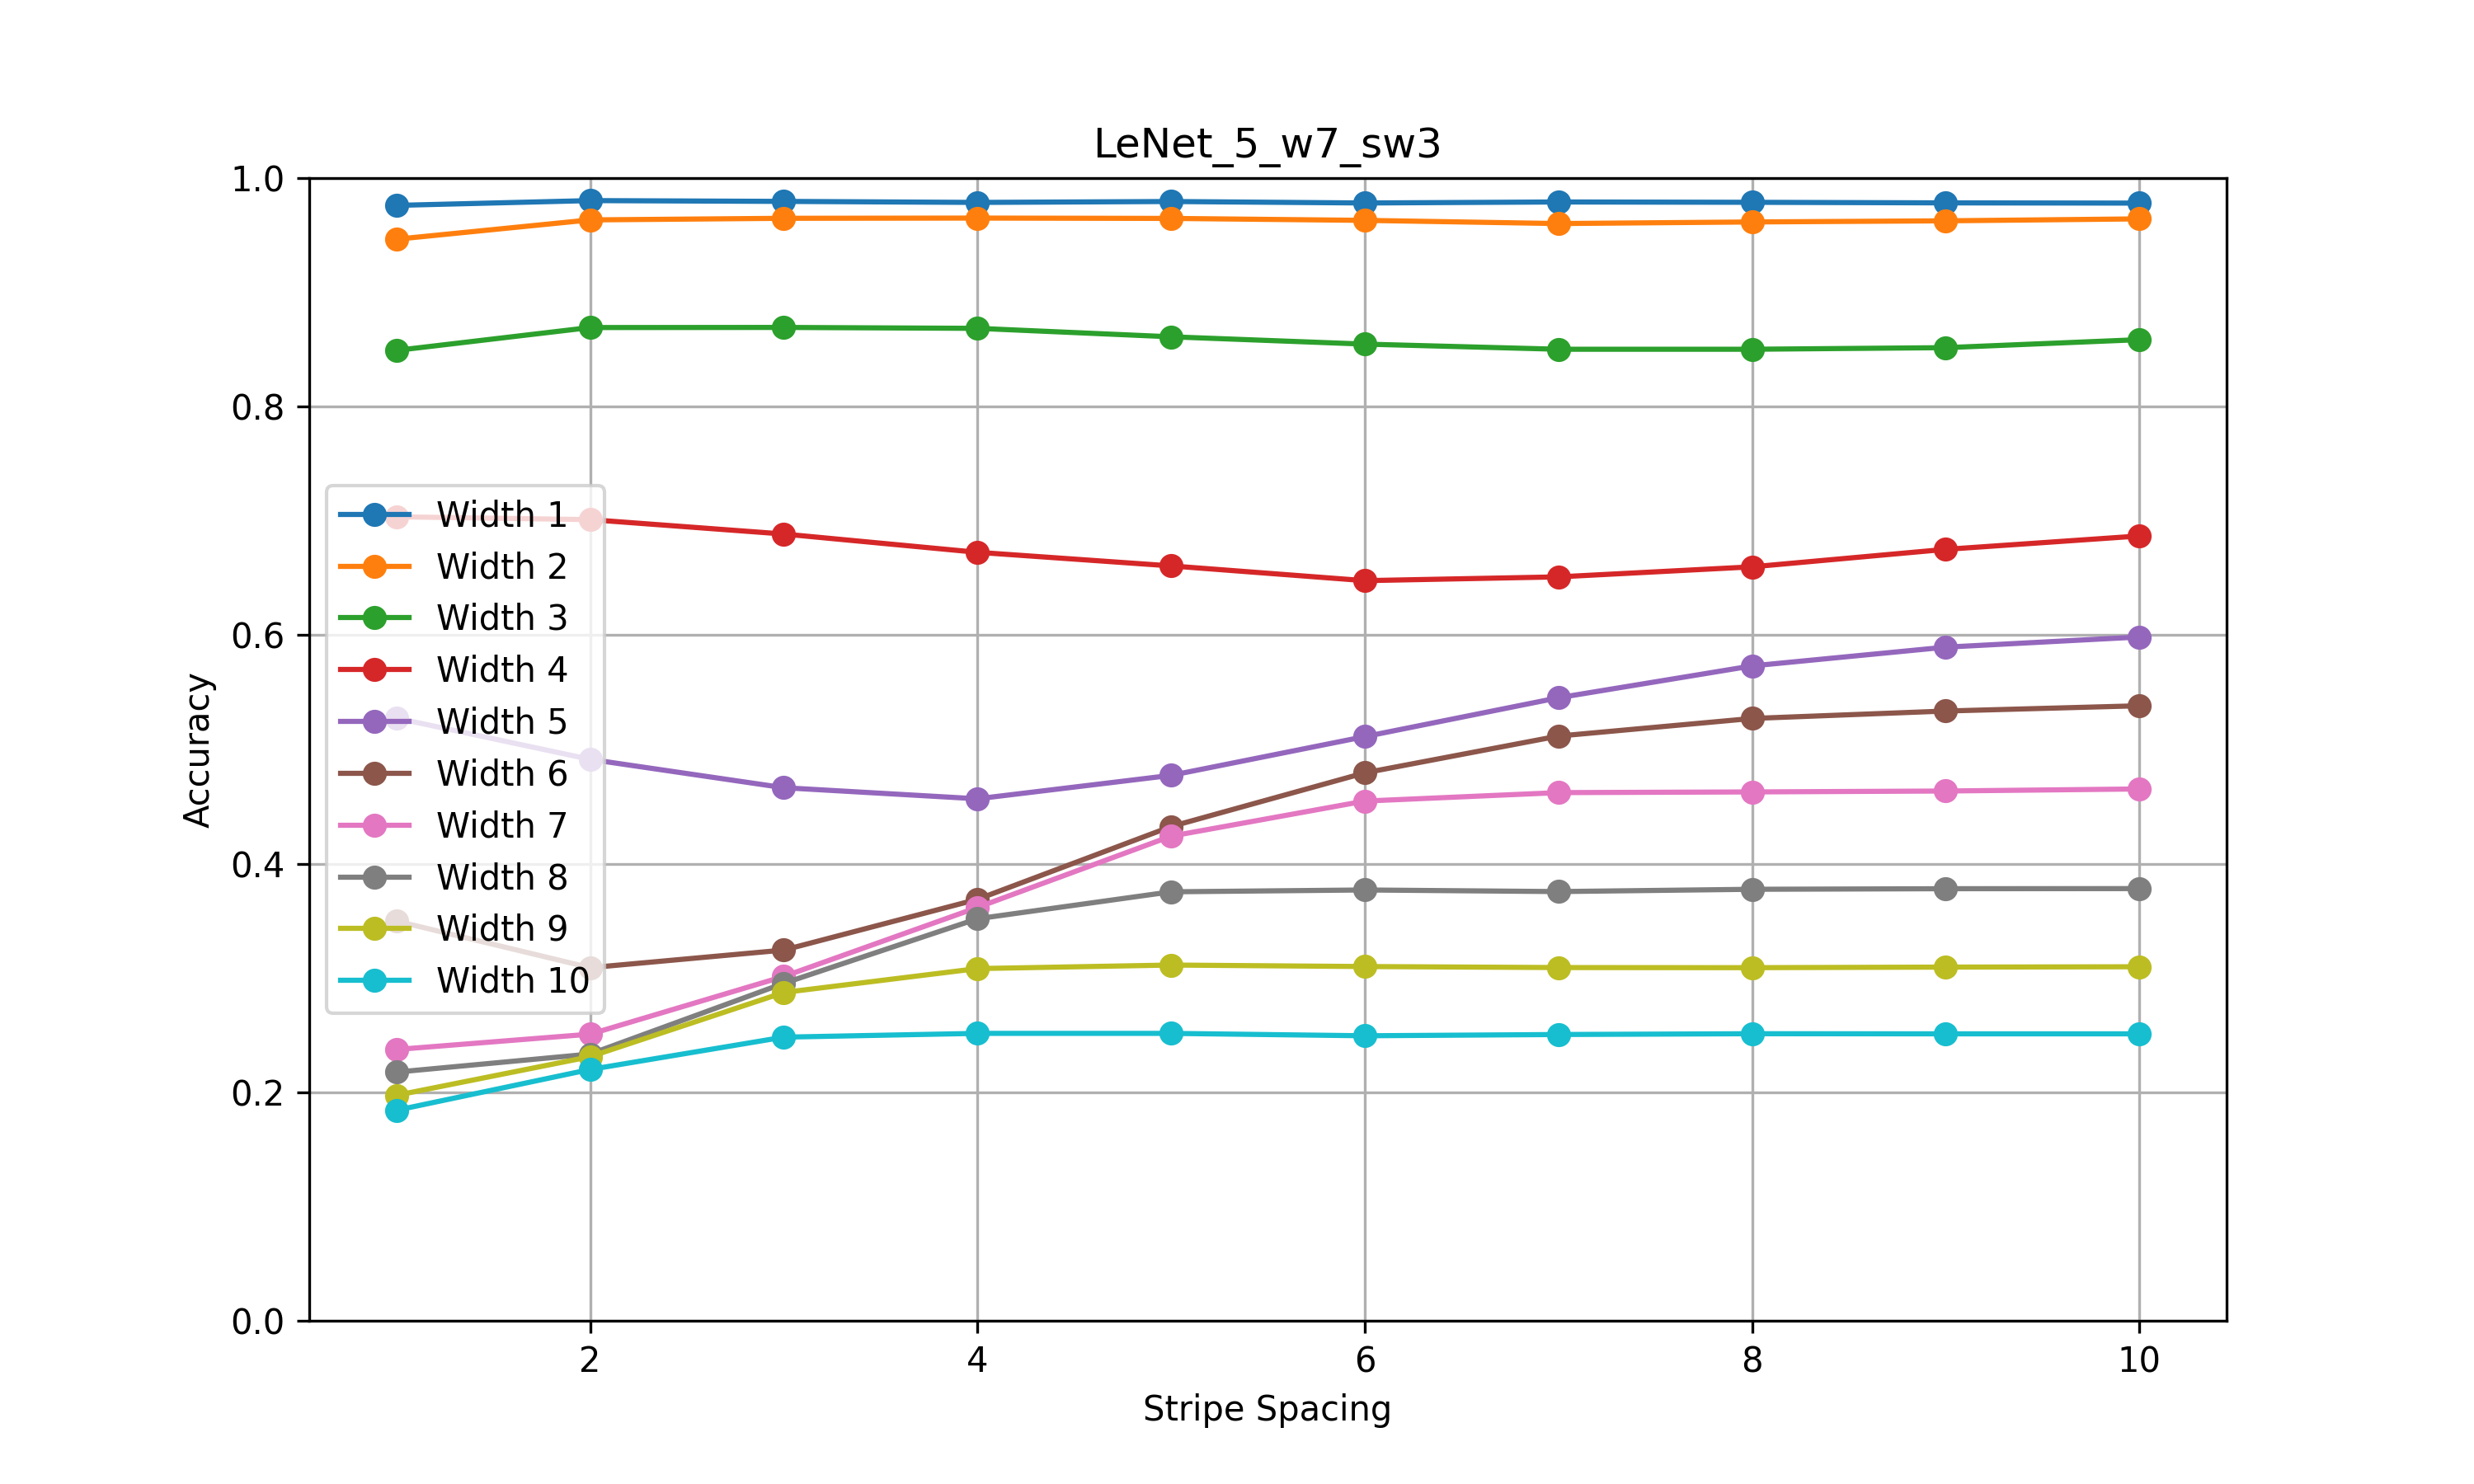 LeNet_5_w7_sw3
1.0
0.8
0.6
0.4
0.2
0.0
Accuracy
Width 1
Width 2
Width 3
Width 4
Width 5
Width 6
Width 7
Width 8
Width 9
Width 10
2 4 6 8 10
Stripe Spacing